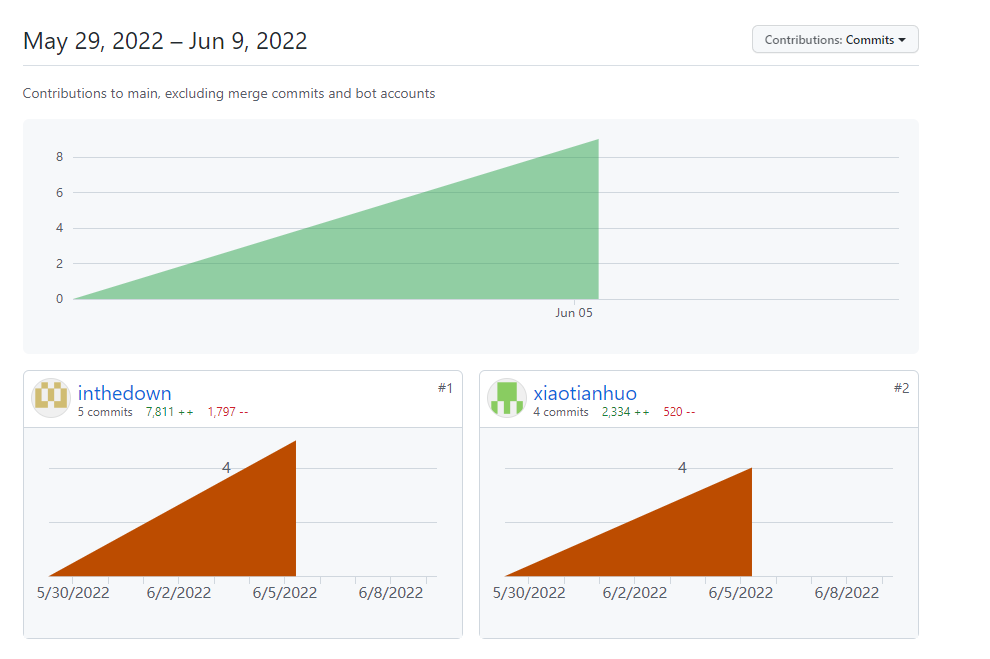 May 29, 2022 – Jun 9, 2022
Contributions: Commits
Contributions to main, excluding merge commits and bot accounts
8
6
4
2
0
Jun 05
inthedown
#1
5 commits 7,811 ++ 1,797 --
4
5/30/2022 6/2/2022 6/5/2022 6/8/2022
xiaotianhuo
#2
4 commits 2,334 ++ 520 --
4
5/30/2022 6/2/2022 6/5/2022 6/8/2022